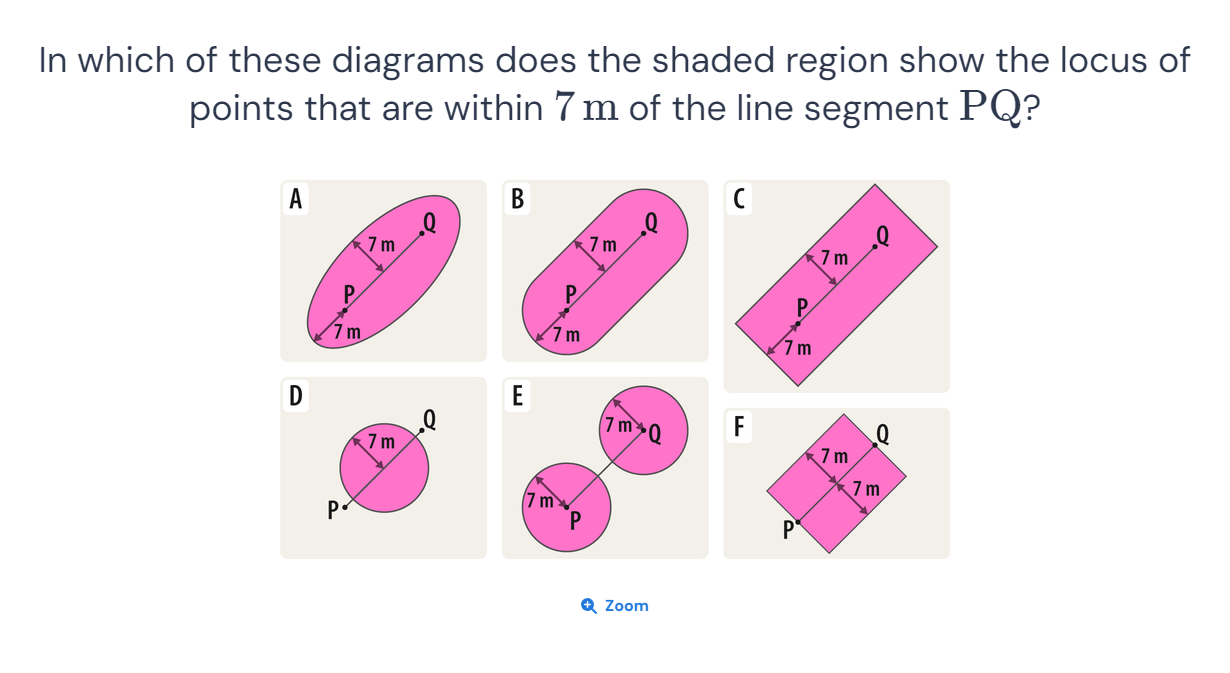 In which of these diagrams does the shaded region show the locus of
points that are within 7 m of the line segment PQ?
A
Q
7 m
P
7 m
B
Q
7 m
P
7 m
C
Q
7 m
P
7 m
D
Q
7 m
P
E
7 m
Q
7 m
P
F
Q
7 m
7 m
P
Zoom